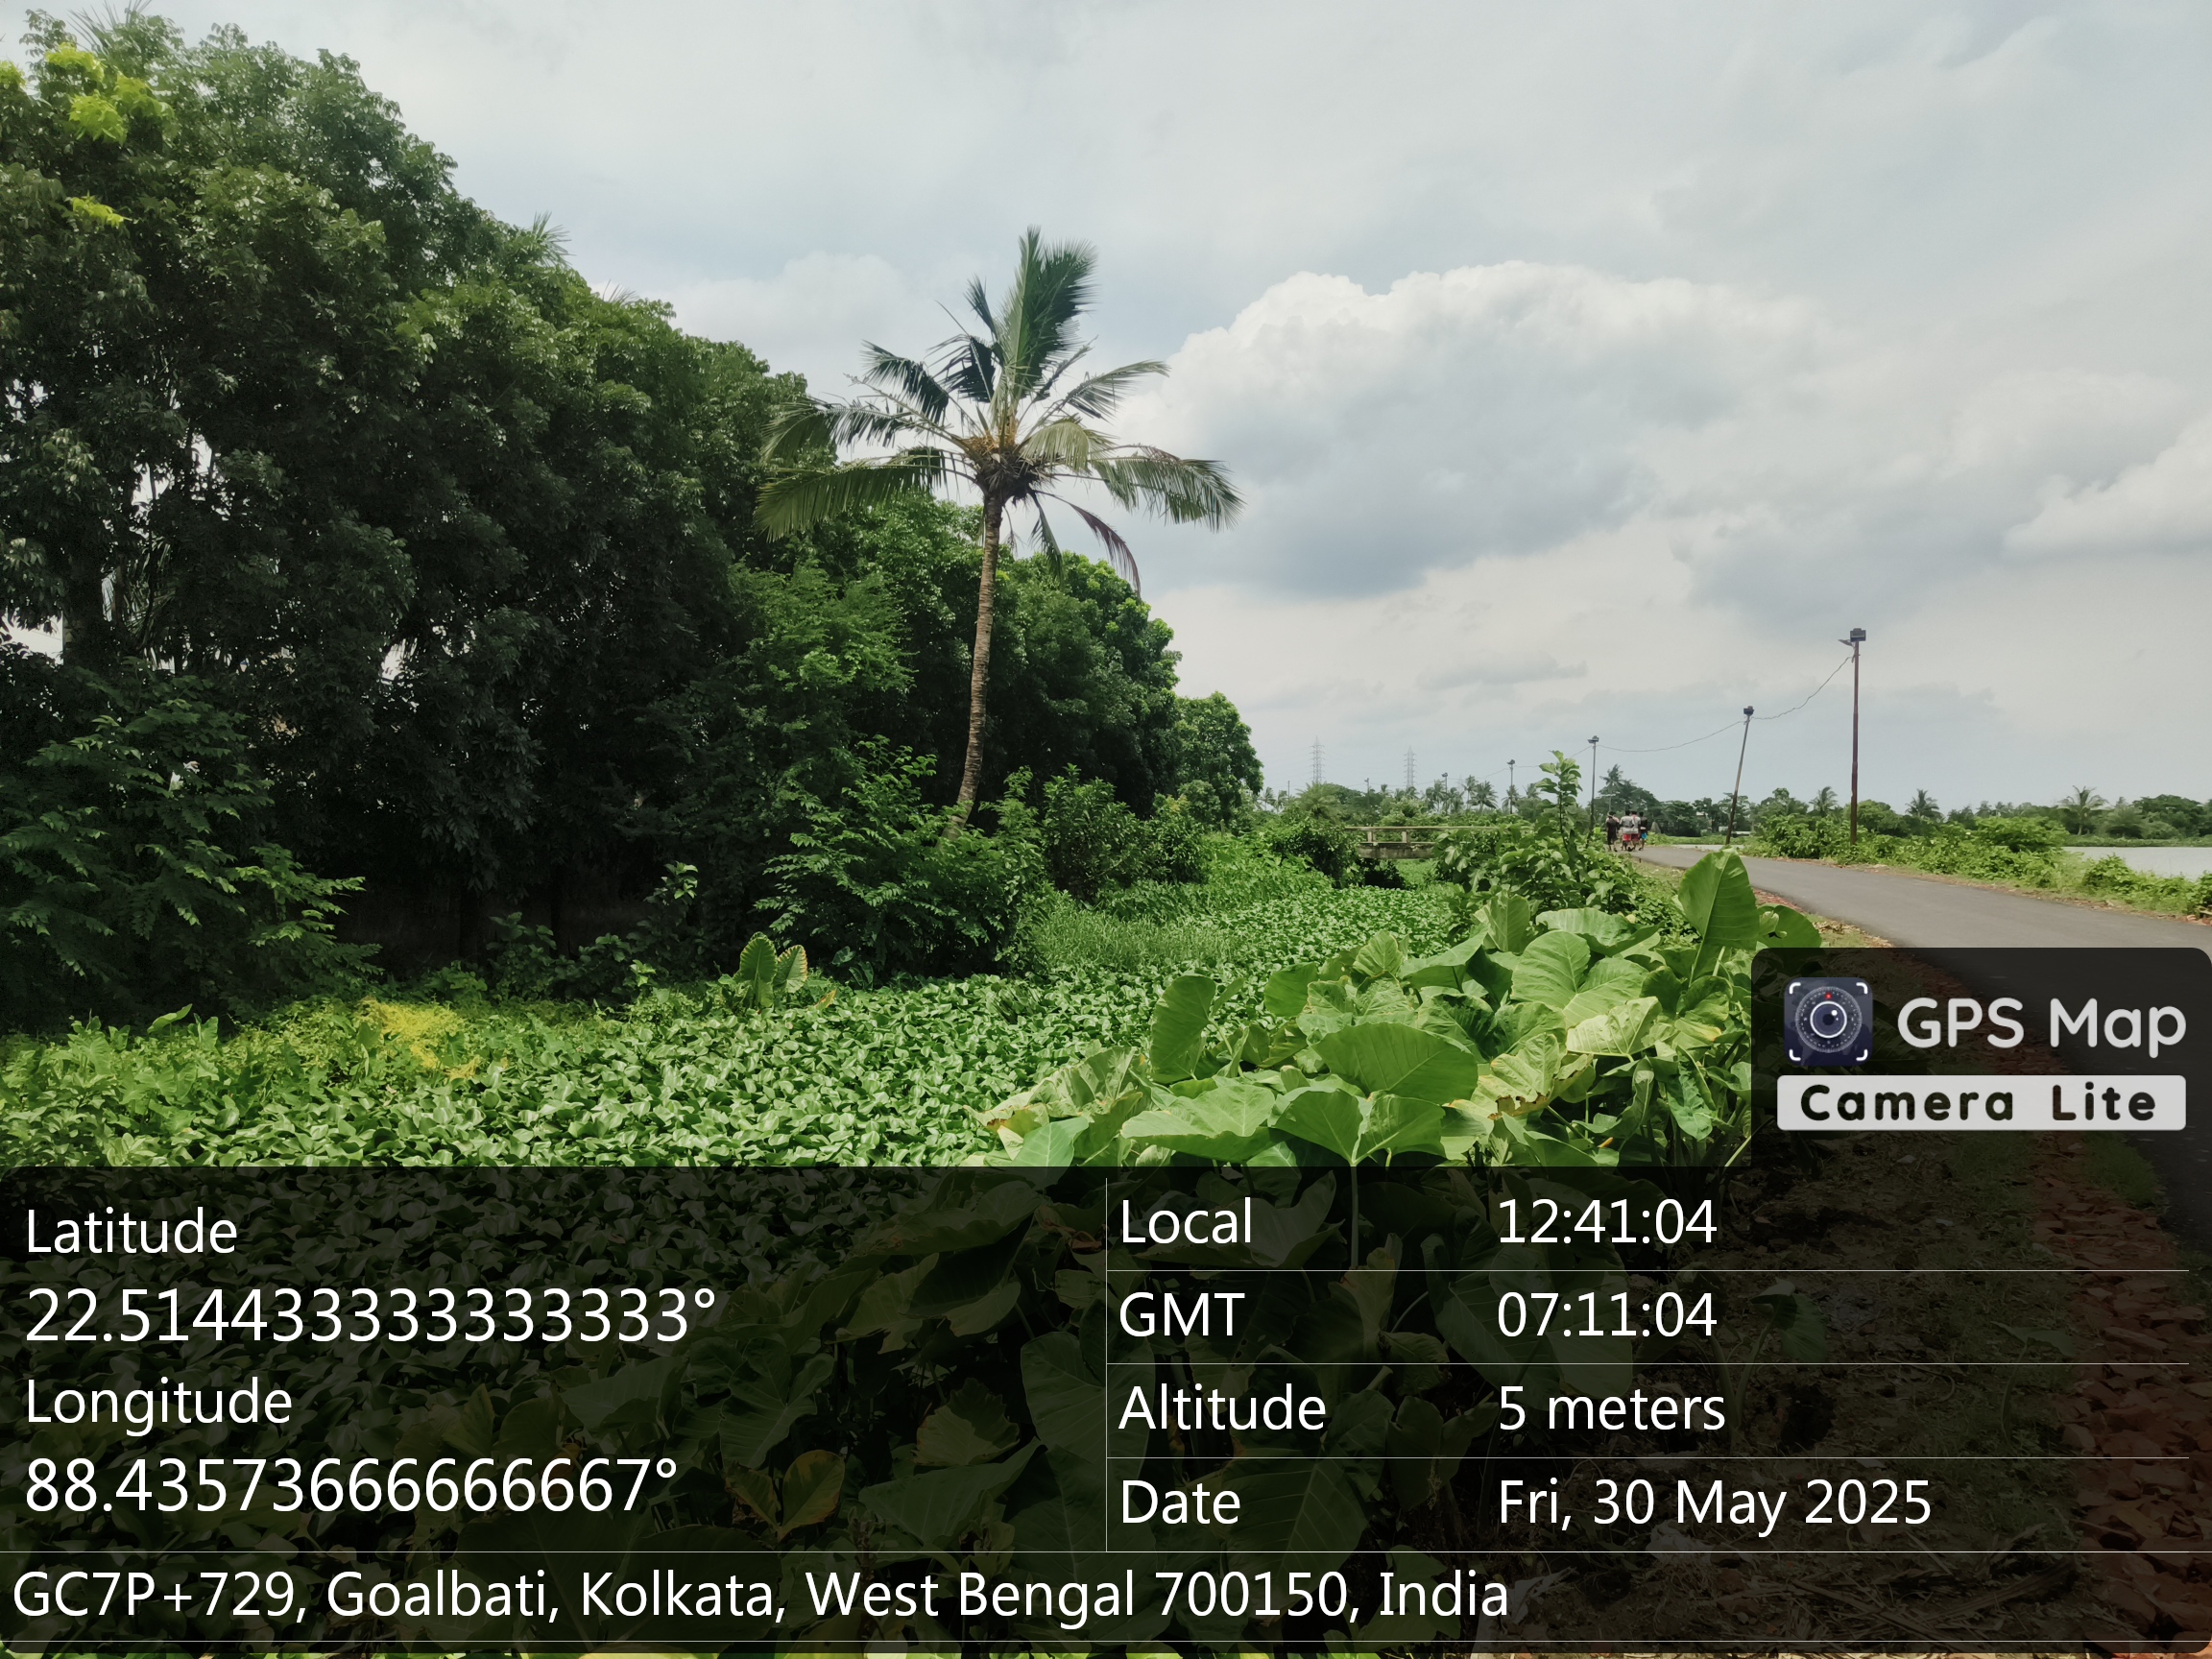 GPS Map
Camera Lite
Latitude
22.514433333333333°
Longitude
88.43573666666667°
Local 12:41:04
GMT 07:11:04
Altitude 5 meters
Date Fri, 30 May 2025
GC7P+729, Goalbati, Kolkata, West Bengal 700150, India